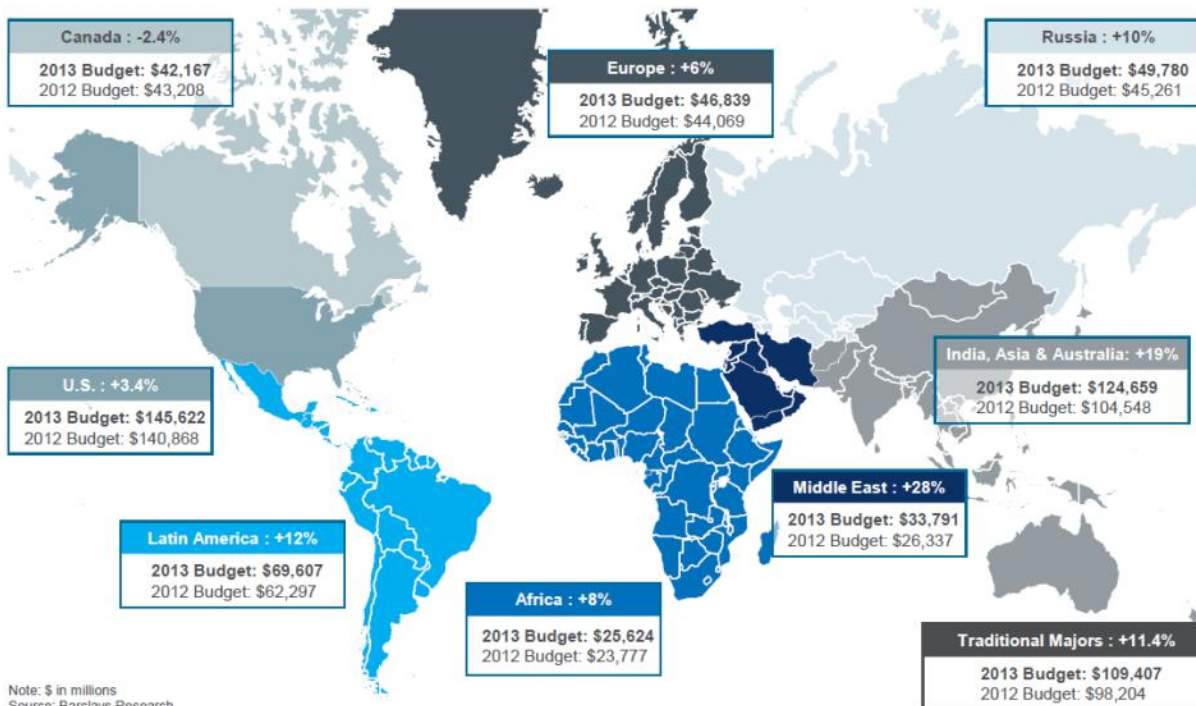 Canada : -2.4%
2013 Budget: $42,167
2012 Budget: $43,208
Europe : +6%
2013 Budget: $46,839
2012 Budget: $44,069
Russia : +10%
2013 Budget: $49,780
2012 Budget: $45,261
U.S. : +3.4%
2013 Budget: $145,622
2012 Budget: $140,868
India, Asia & Australia: +19%
2013 Budget: $124,659
2012 Budget: $104,548
Middle East : +28%
2013 Budget: $33,791
2012 Budget: $26,337
Latin America : +12%
2013 Budget: $69,607
2012 Budget: $62,297
Africa : +8%
2013 Budget: $25,624
2012 Budget: $23,777
Traditional Majors : +11.4%
2013 Budget: $109,407
2012 Budget: $98,204
Note: $ in millions
Source: Barclays Research